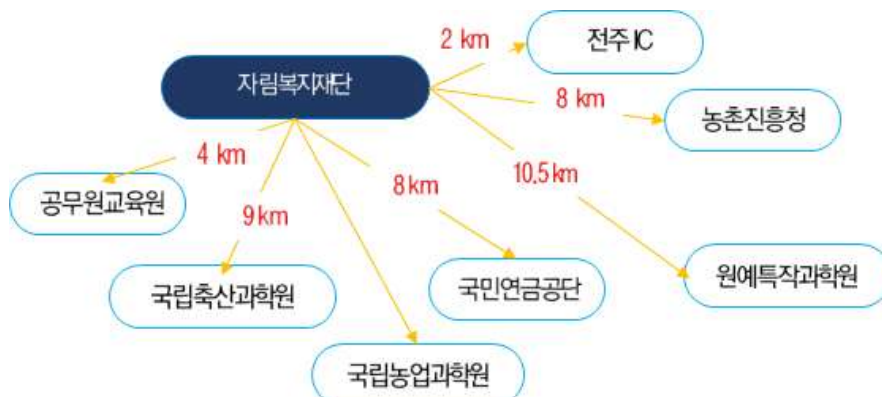 2 km
전주 IC
자림복지재단
8 km
농촌진흥청
4 km
공무원교육원
8 km
10.5 km
9 km
국립축산과학원
국민연금공단
원예특작과학원
국립농업과학원